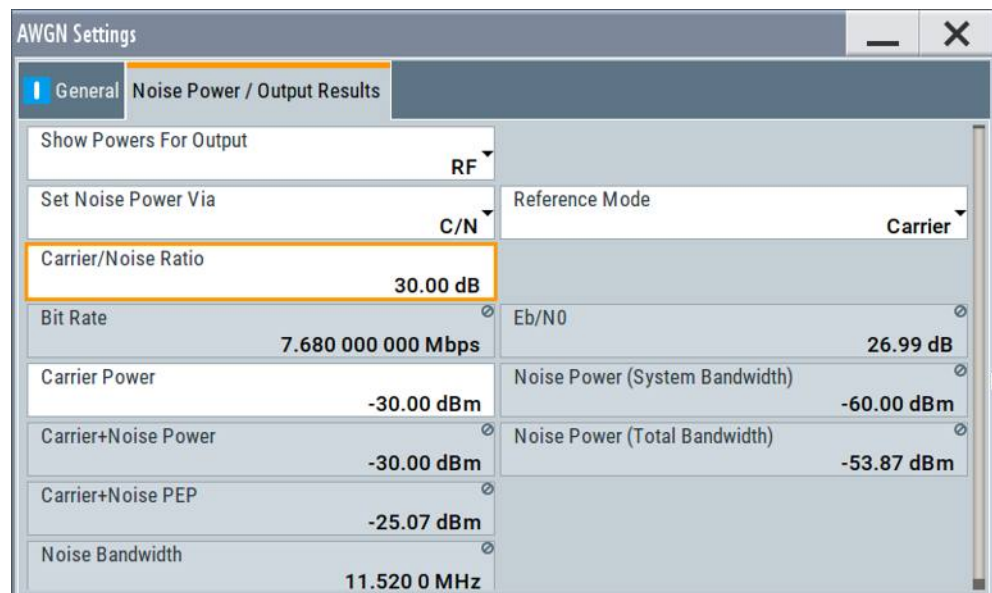 AWGN Settings
General
Noise Power / Output Results
Show Powers For Output
RF
Set Noise Power Via
C/N
Reference Mode
Carrier
Carrier/Noise Ratio
30.00 dB
Bit Rate
7.680 000 000 Mbps
Eb/N0
26.99 dB
Carrier Power
-30.00 dBm
Noise Power (System Bandwidth)
-60.00 dBm
Carrier+Noise Power
-30.00 dBm
Noise Power (Total Bandwidth)
-53.87 dBm
Carrier+Noise PEP
-25.07 dBm
Noise Bandwidth
11.520 0 MHz